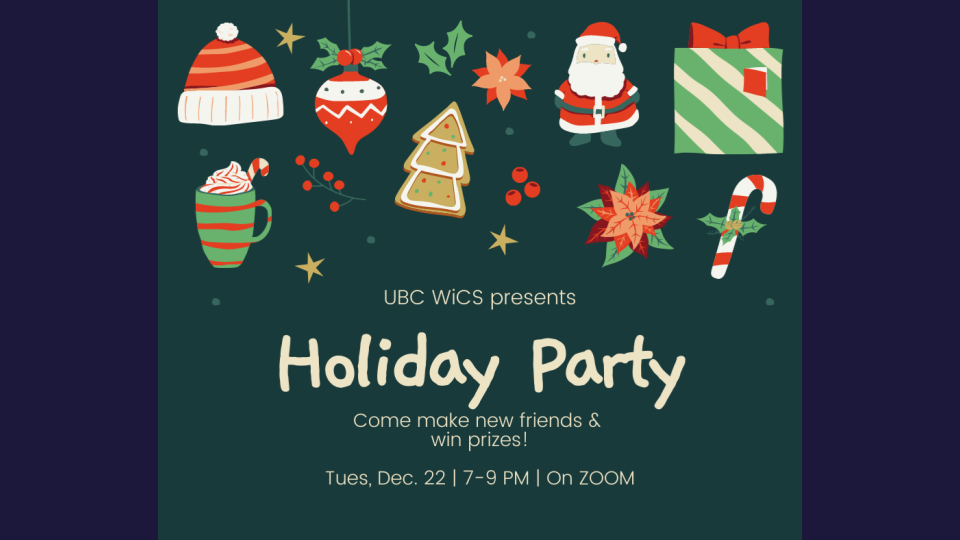 UBC WiCS presents
Holiday Party
Come make new friends &
win prizes!
Tues, Dec. 22 | 7-9 PM | On ZOOM